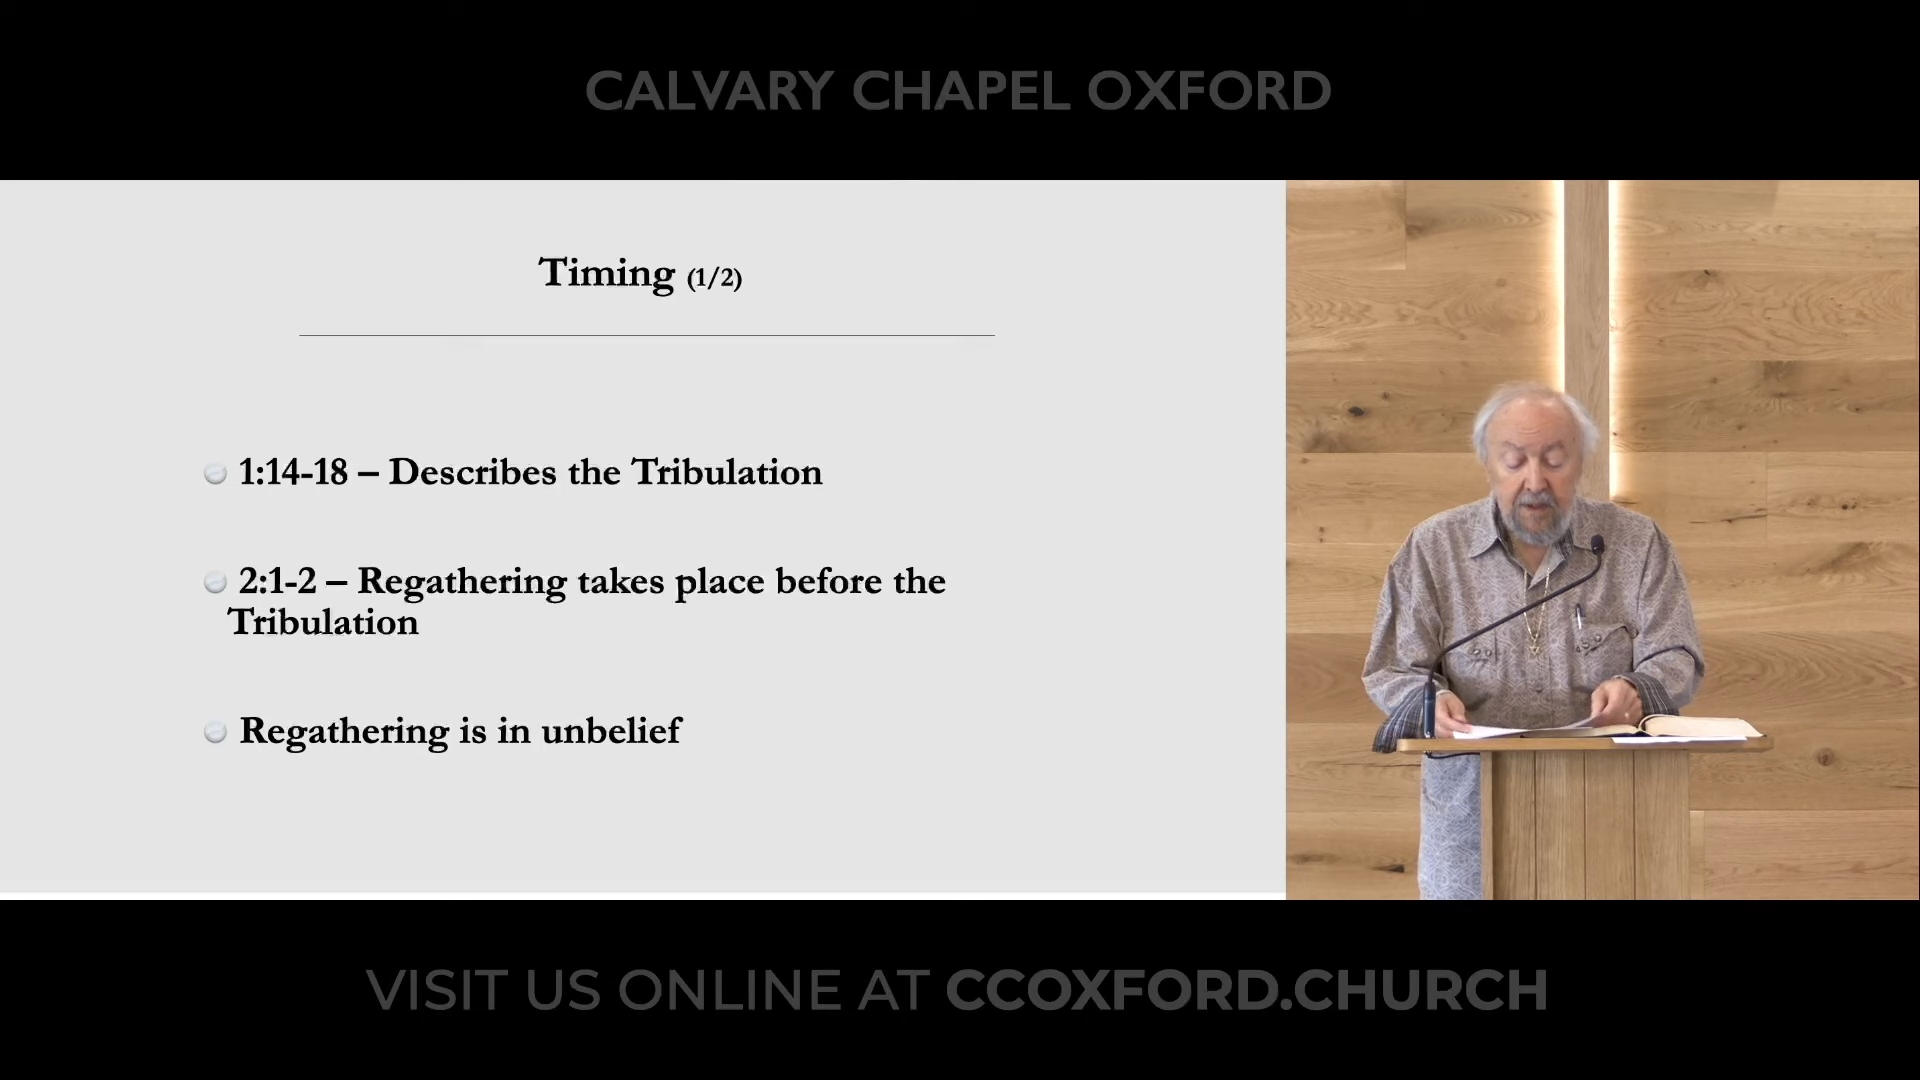 CALVARY CHAPEL OXFORD
Timing (1/2)
1:14-18 – Describes the Tribulation
2:1-2 – Regathering takes place before the
Tribulation
Regathering is in unbelief
VISIT US ONLINE AT CCOXFORD.CHURCH